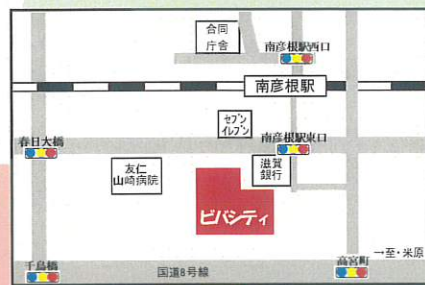 合同
庁舎
南彦根駅西口
南彦根駅
セブン
イレブン
南彦根駅東口
春日大橋
友仁
山崎病院
滋賀
銀行
ビバシティ
→至・米原
千鳥橋
国道8号線
高宮町